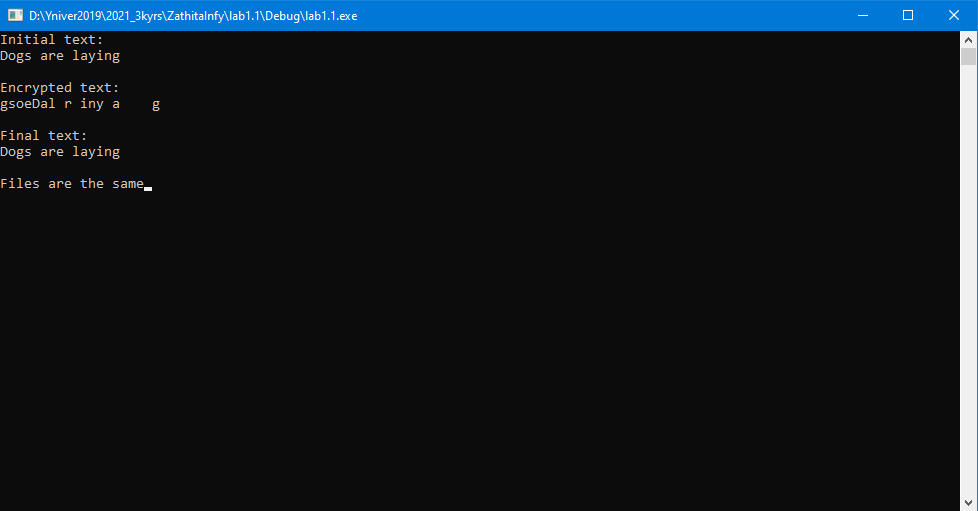 D:\Yniver2019\2021_3kyrs\ZathitaInfy\lab1.1\Debug\lab1.1.exe
Initial text:
Dogs are laying
Encrypted text:
gsoeDal r iny a    g
Final text:
Dogs are laying
Files are the same